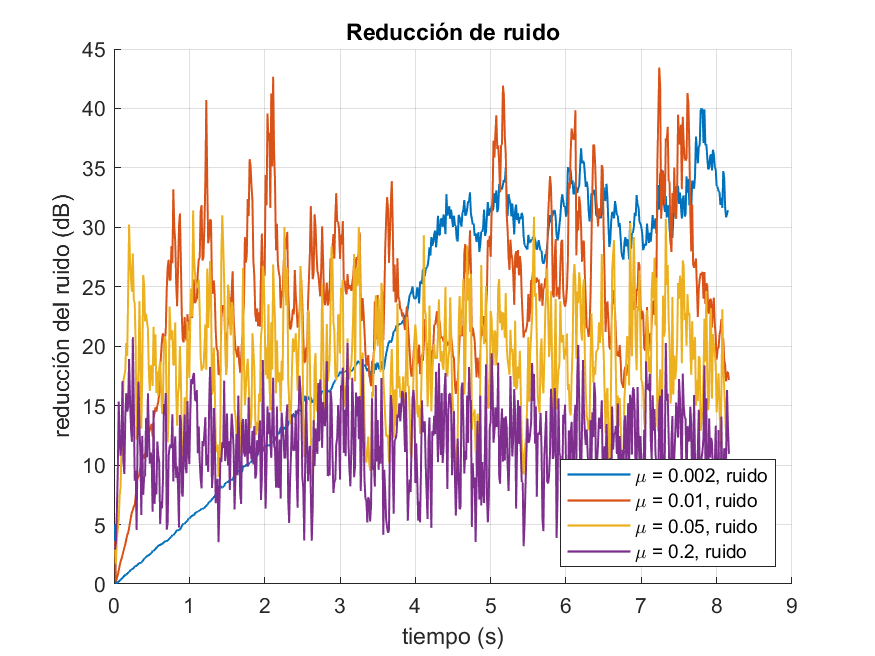 Reducción de ruido
reducción del ruido (dB)
45
40
35
30
25
20
15
10
5
0
0 1 2 3 4 5 6 7 8 9
tiempo (s)
μ = 0.002, ruido
μ = 0.01, ruido
μ = 0.05, ruido
μ = 0.2, ruido